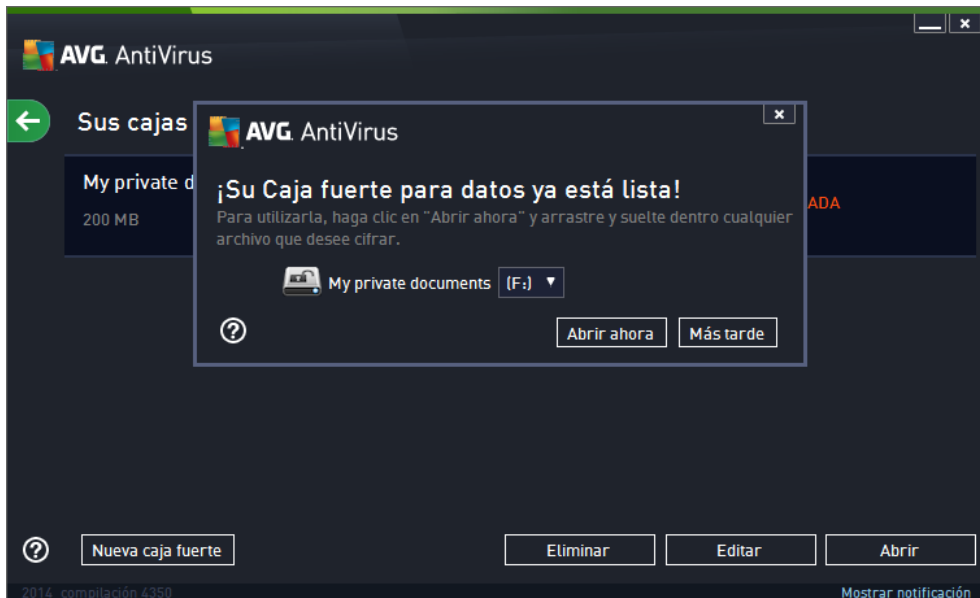 AVG. AntiVirus
Sus cajas
My private d
200 MB
ADA
AVG. AntiVirus
¡Su Caja fuerte para datos ya está lista!
Para utilizarla, haga clic en "Abrir ahora" y arrastre y suelte dentro cualquier
archivo que desee cifrar.
My private documents (F:)
Abrir ahora Más tarde
Nueva caja fuerte Eliminar Editar Abrir
2014 compilación 4350 Mostrar notificación